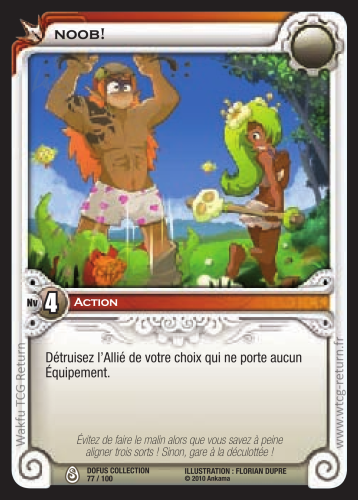 NOOB!
Nv 4 ACTION
Détruisez l'Allié de votre choix qui ne porte aucun
Équipement.
Évitez de faire le malin alors que vous savez à peine
aligner trois sorts ! Sinon, gare à la déculottée !
DOFUS COLLECTION
77 / 100
ILLUSTRATION : FLORIAN DUPRE
© 2010 Ankama
Wakfu TCG Return
www.wtcg-return.fr